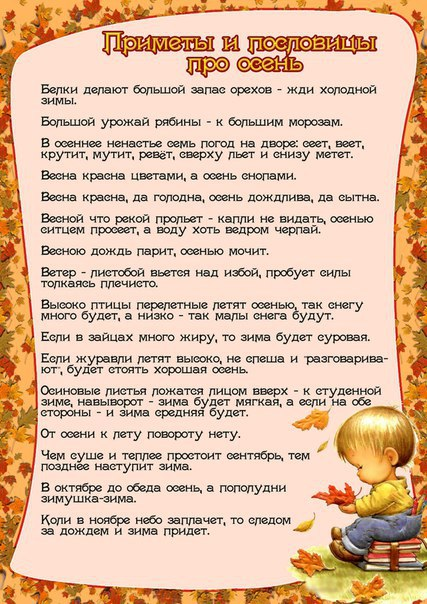 Приметы и пословицы
про осень
Белки делают большой запас орехов - жди холодной
зимы.
Большой урожай рябины - к большим морозам.
В осеннее ненастье семь погод на дворе: сеет, веет,
крутит, мутит, ревёт, сверху льет и снизу метет.
Весна красна цветами, а осень снопами.
Весна красна, да голодна, осень дождлива, да сытна.
Весной что рекой прольет - капли не видать, осенью
ситцем просеет, а воду хоть ведром черпай.
Весною дождь парит, осенью мочит.
Ветер - листобой вьется над избой, пробует силы
толкаясь плечисто.
Высоко птицы перелетные летят осенью, так снегу
много будет, а низко - так малы снега будут.
Если в зайцах много жиру, то зима будет суровая.
Если журавли летят высоко, не спеша и "разговарива-
ют", будет стоять хорошая осень.
Осиновые листья ложатся лицом вверх - к студенной
зиме, навыворот - зима будет мягкая, а если на обе
стороны - и зима средняя будет.
От осени к лету повороту нету.
Чем суше и теплее простоит сентябрь, тем
позднее наступит зима.
В октябре до обеда осень, а пополудни
зимушка-зима.
Коли в ноябре небо заплачет, то следом
за дождем и зима придет.